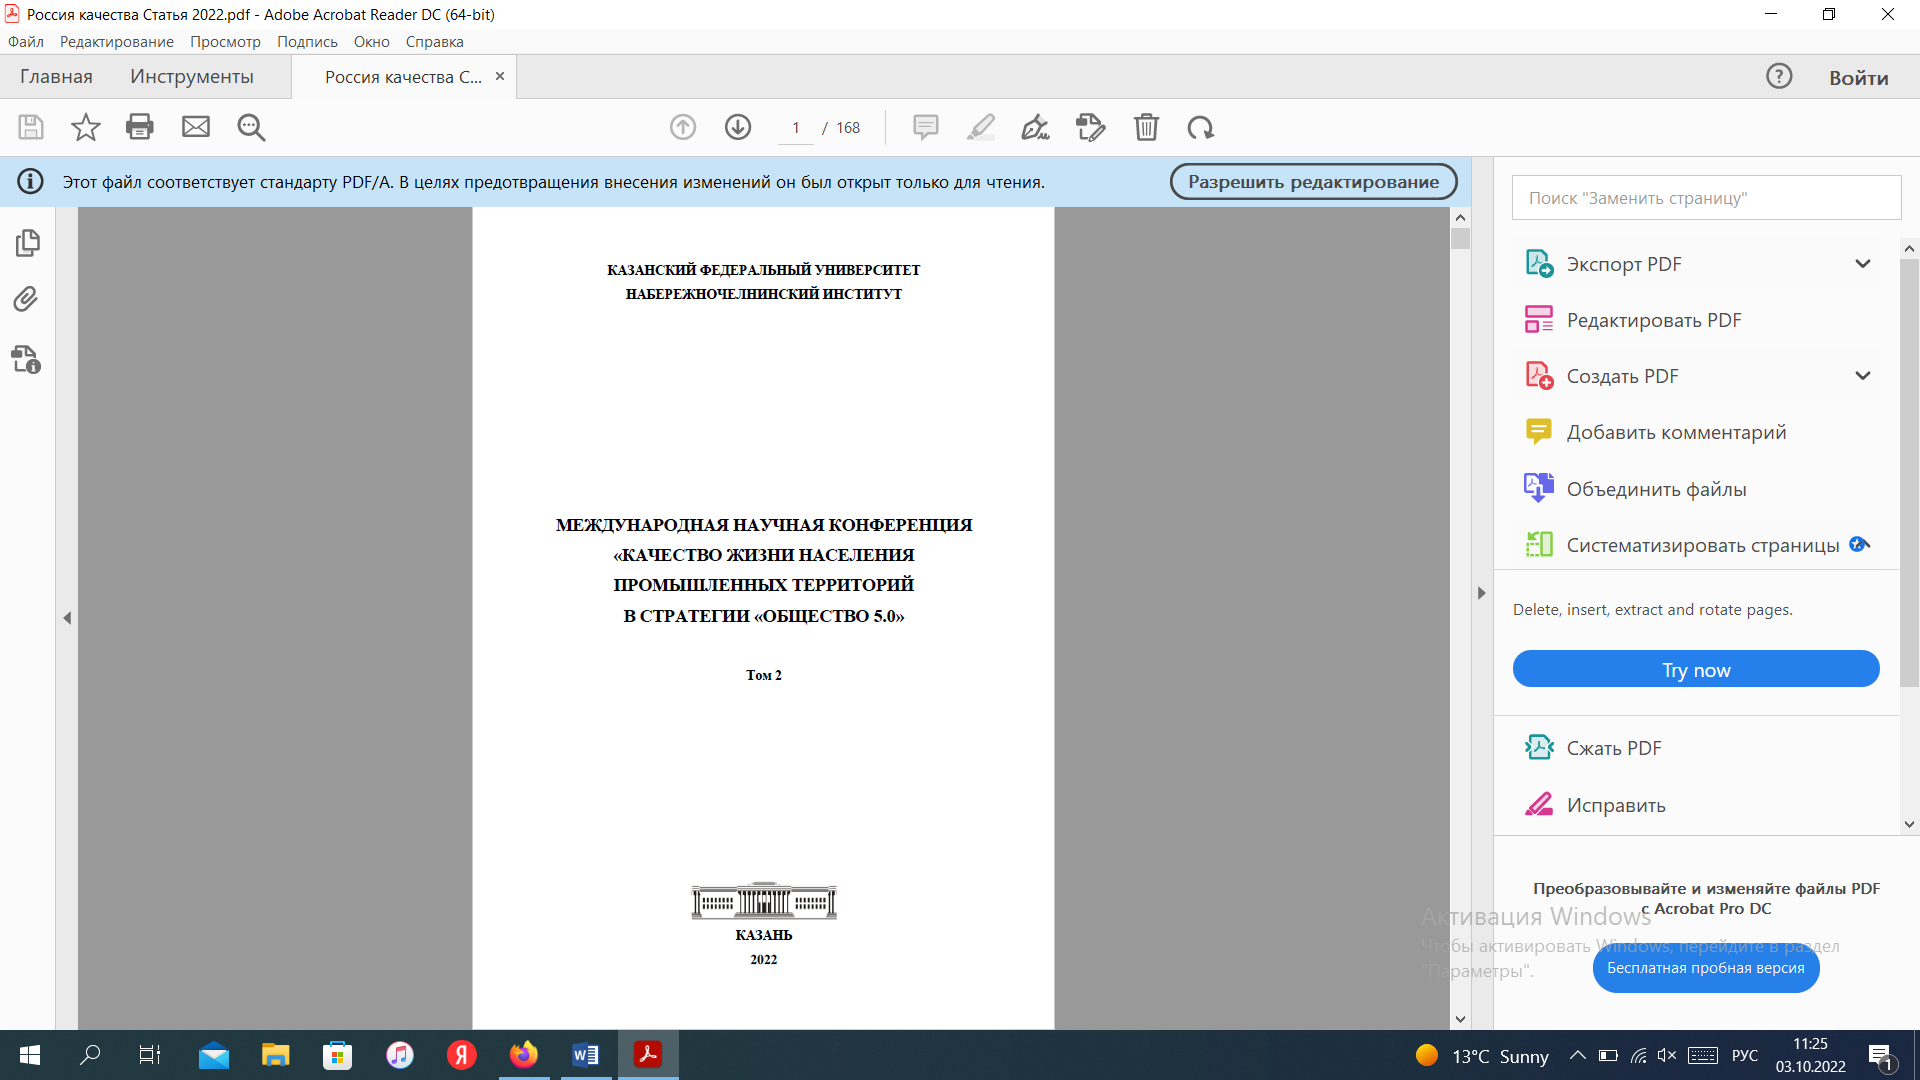 Россия качества Статья 2022.pdf - Adobe Acrobat Reader DC (64-bit)
Файл Редактирование Просмотр Подпись Окно Справка
Главная Инструменты Россия качества С... ×
? Войти
1 / 168
Этот файл соответствует стандарту PDF/A. В целях предотвращения внесения изменений он был открыт только для чтения.
Разрешить редактирование
КАЗАНСКИЙ ФЕДЕРАЛЬНЫЙ УНИВЕРСИТЕТ
НАБЕРЕЖНОЧЕЛНИНСКИЙ ИНСТИТУТ
МЕЖДУНАРОДНАЯ НАУЧНАЯ КОНФЕРЕНЦИЯ
«КАЧЕСТВО ЖИЗНИ НАСЕЛЕНИЯ
ПРОМЫШЛЕННЫХ ТЕРРИТОРИЙ
В СТРАТЕГИИ «ОБЩЕСТВО 5.0»
Том 2
КАЗАНЬ
2022
Поиск "Заменить страницу"
Экспорт PDF
Редактировать PDF
Создать PDF
Добавить комментарий
Объединить файлы
Систематизировать страницы
Delete, insert, extract and rotate pages.
Try now
Сжать PDF
Исправить
Преобразовывайте и изменяйте файлы PDF
с Acrobat Pro DC
Бесплатная пробная версия
Активация Windows
Чтобы активировать Windows, перейдите в раздел
"Параметры".
Я
W
13°C Sunny
РУС
11:25
03.10.2022
1